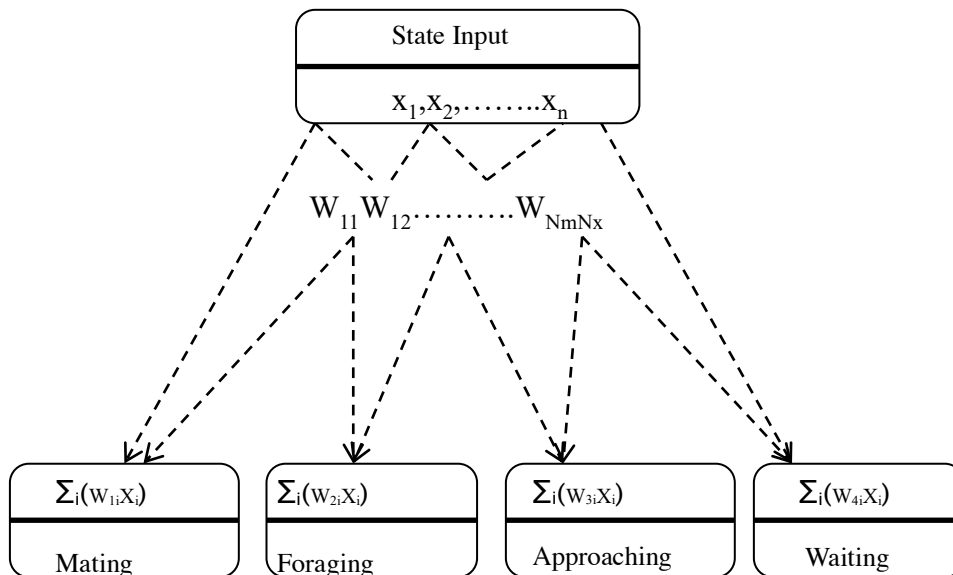 State Input
x₁,x₂,……..xₙ
W₁₁ W₁₂……….W_NmNx
Σᵢ(W₁ᵢXᵢ)
Mating
Σᵢ(W₂ᵢXᵢ)
Foraging
Σᵢ(W₃ᵢXᵢ)
Approaching
Σᵢ(W₄ᵢXᵢ)
Waiting